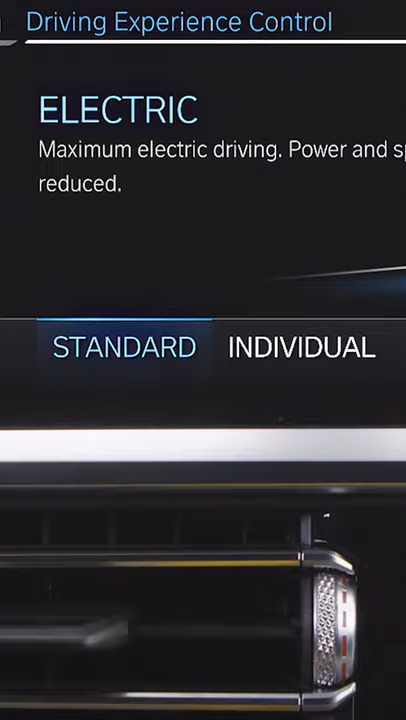 Driving Experience Control
ELECTRIC
Maximum electric driving. Power and
reduced.
STANDARD INDIVIDUAL